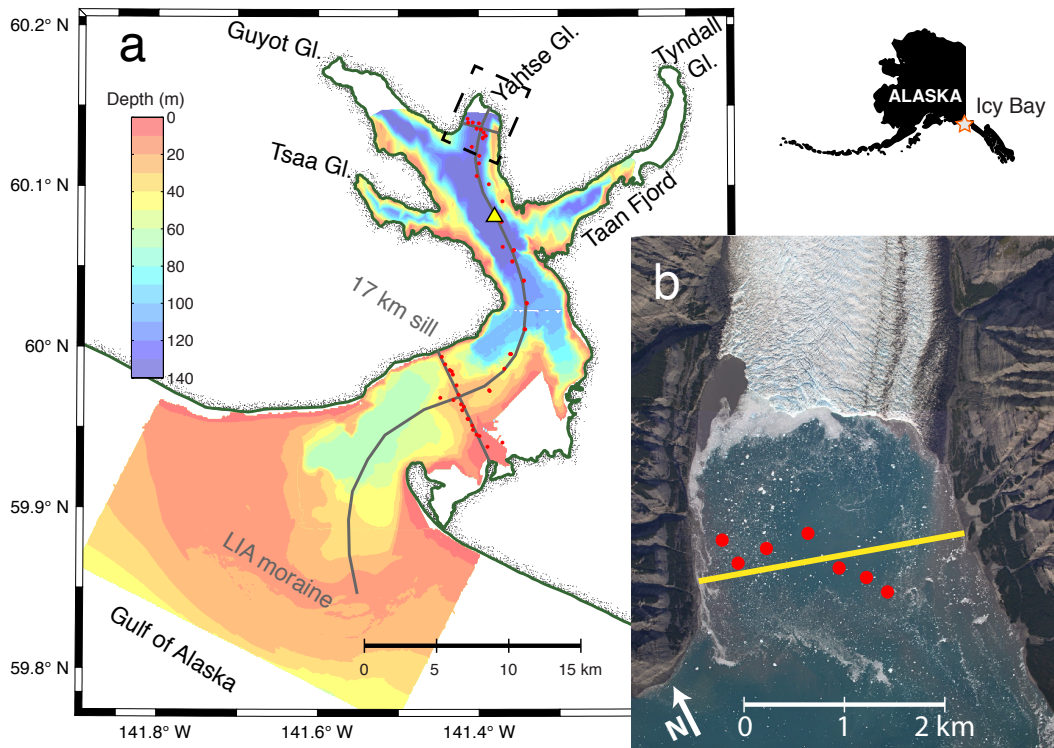 60.2° N
60.1° N
60° N
59.9° N
59.8° N
141.8° W
141.6° W
141.4° W
a
Guyot Gl.
Yahtse Gl.
Tyndall
Gl.
Tsaa Gl.
Taan Fjord
Depth (m)
0
20
40
60
80
100
120
140
17 km sill
LIA moraine
Gulf of Alaska
0
5
10
15 km
ALASKA
Icy Bay
b
N
0
1
2 km